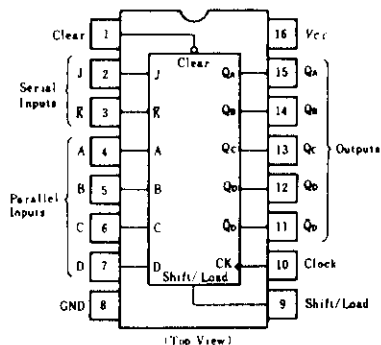 Clear 1 16 Vcc
Clear
J 2 J QA 15 QA
Serial Inputs
K̅ 3 K̅ QB 14 QB
A 4 A QC 13 QC
Outputs
Parallel Inputs
B 5 B QD 12 QD
C 6 C Q̅D 11 Q̅D
D 7 D CK 10 Clock
Shift/Load
GND 8 9 Shift/Load
(Top View)